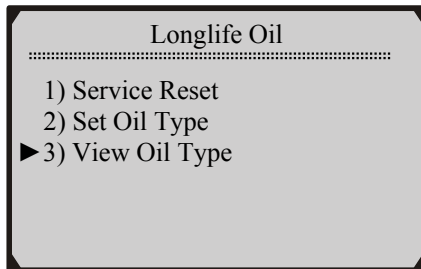 Longlife Oil
1) Service Reset
2) Set Oil Type
►3) View Oil Type